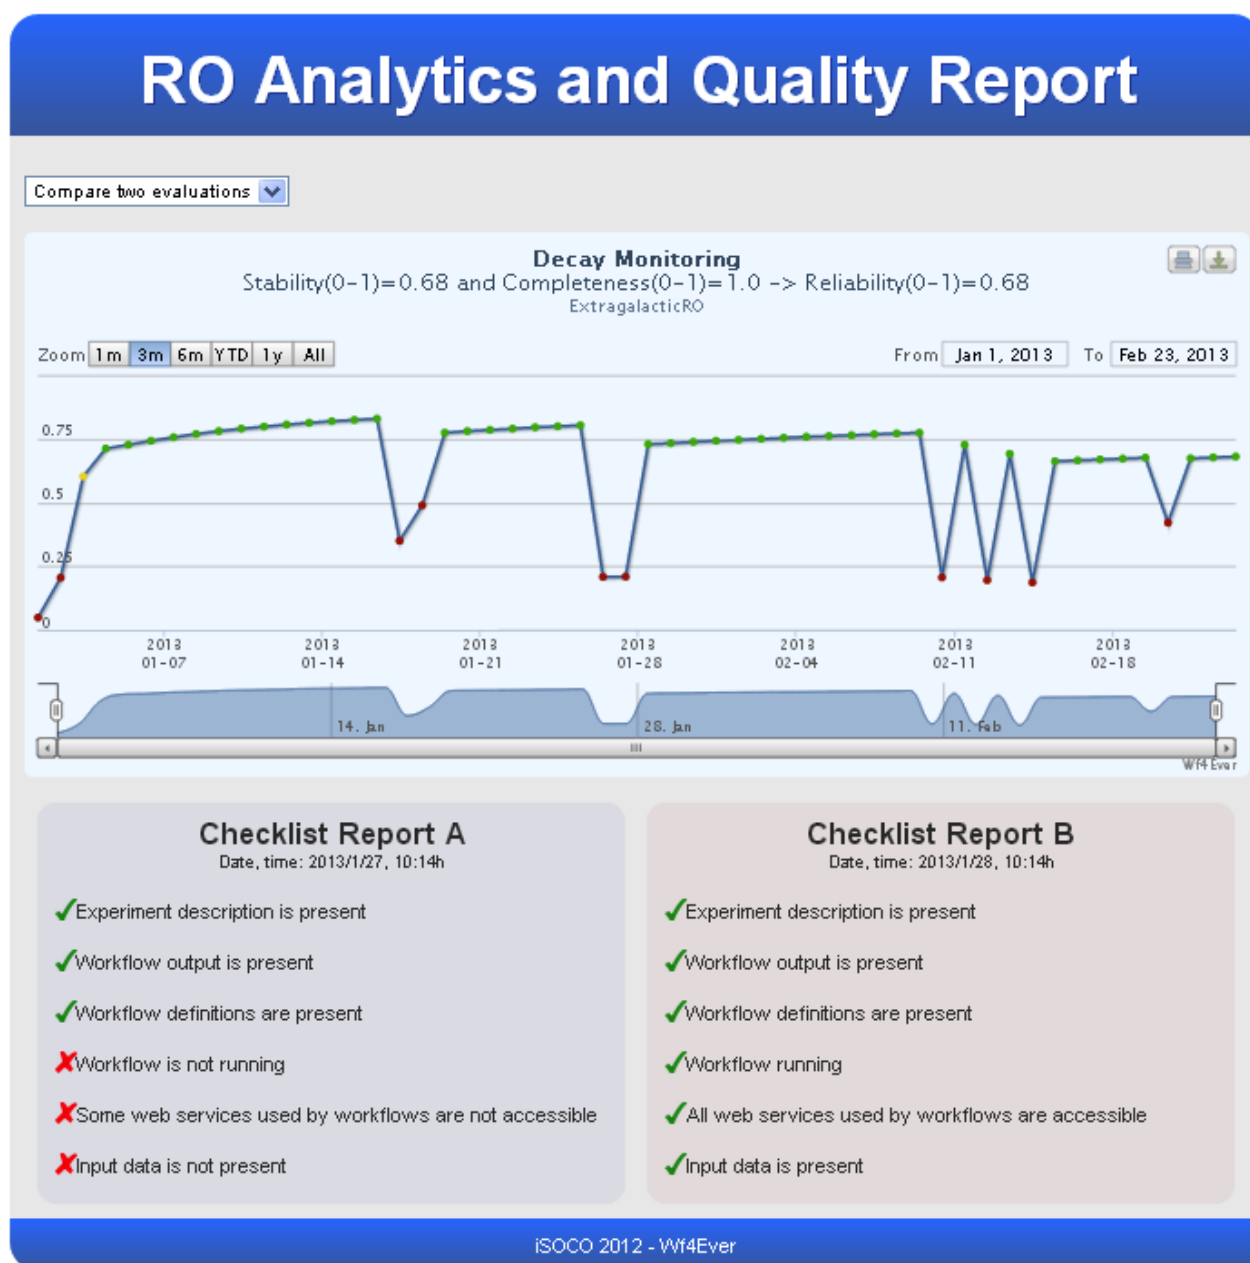 RO Analytics and Quality Report
Compare two evaluations
Decay Monitoring
Stability(0-1)=0.68 and Completeness(0-1)=1.0 -> Reliability(0-1)=0.68
ExtragalacticRO
Zoom 1m 3m 6m YTD 1y All
From Jan 1, 2013 To Feb 23, 2013
0.75
0.5
0.25
0
2013 2013 2013 2013 2013 2013 2013
01-07 01-14 01-21 01-28 02-04 02-11 02-18
14. Jan 28. Jan 11. Feb
Wf4Ever
Checklist Report A
Date, time: 2013/1/27, 10:14h
Experiment description is present
Workflow output is present
Workflow definitions are present
Workflow is not running
Some web services used by workflows are not accessible
Input data is not present
Checklist Report B
Date, time: 2013/1/28, 10:14h
Experiment description is present
Workflow output is present
Workflow definitions are present
Workflow running
All web services used by workflows are accessible
Input data is present
iSOCO 2012 - Wf4Ever